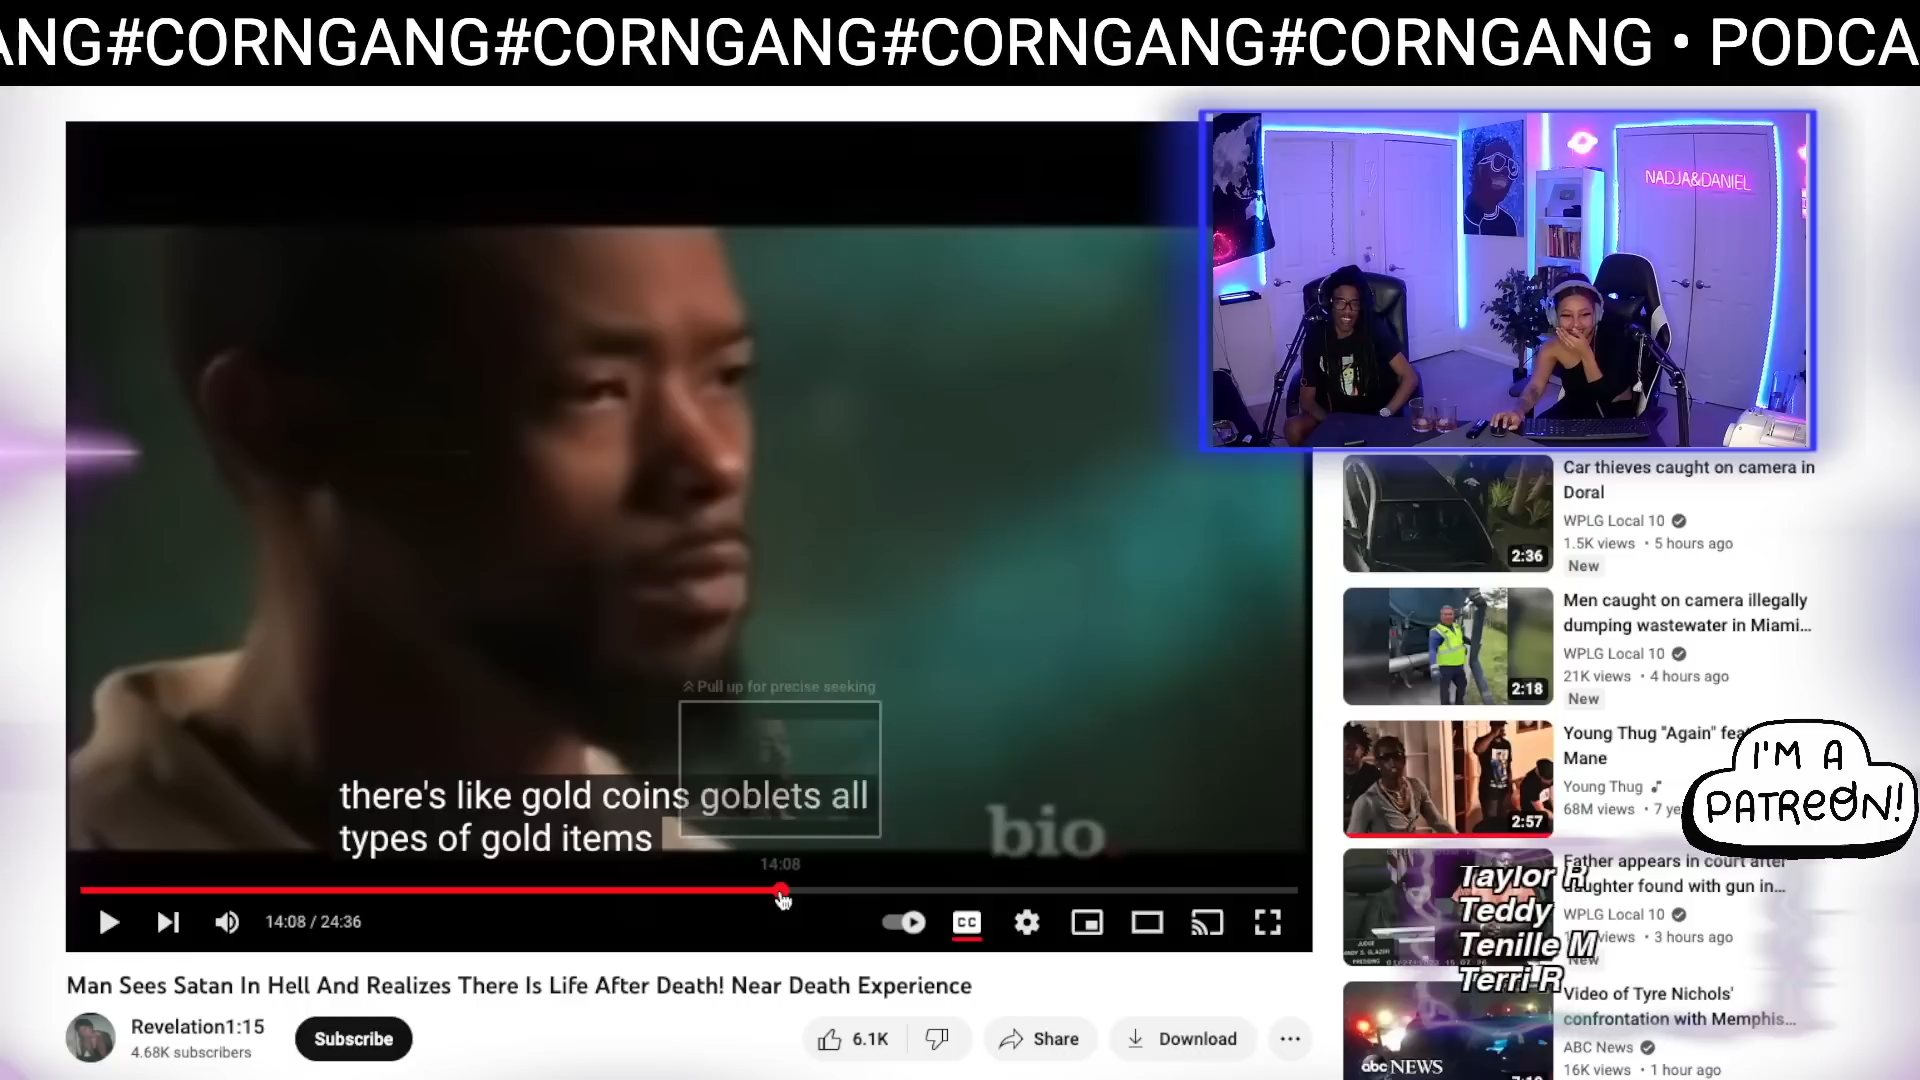 ANG#CORNGANG#CORNGANG#CORNGANG#CORNGANG • PODCA
NADJA&DANIEL
Pull up for precise seeking
there's like gold coins goblets all
types of gold items
bio.
14:08
14:08 / 24:36
CC
Man Sees Satan In Hell And Realizes There Is Life After Death! Near Death Experience
Revelation1:15
4.68K subscribers
Subscribe
6.1K
Share
Download
Car thieves caught on camera in
Doral
WPLG Local 10
1.5K views • 5 hours ago
New
2:36
Men caught on camera illegally
dumping wastewater in Miami...
WPLG Local 10
21K views • 4 hours ago
New
2:18
Young Thug "Again" fea
Mane
Young Thug
68M views • 7 ye
2:57
I'M A
PATREON!
Father appears in court after
daughter found with gun in...
WPLG Local 10
views • 3 hours ago
New
Taylor R
Teddy
Tenille M
Terri R
Video of Tyre Nichols'
confrontation with Memphis...
ABC News
16K views • 1 hour ago
abc NEWS